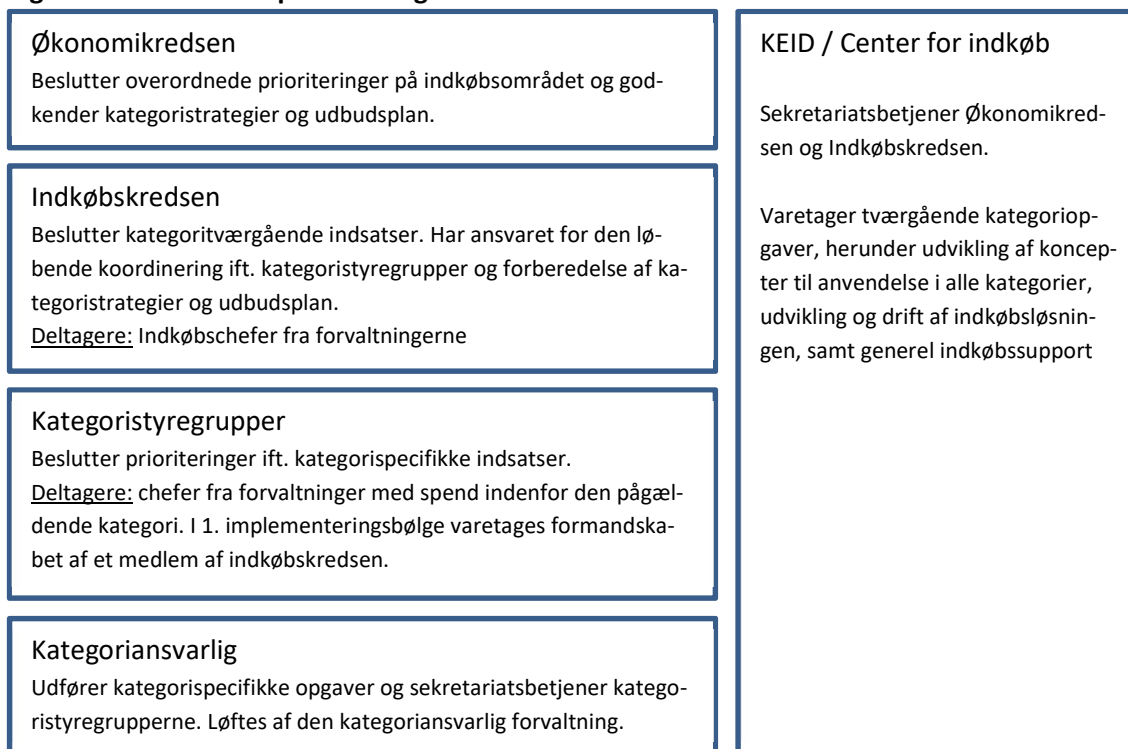 Økonomikredsen
Beslutter overordnede prioriteringer på indkøbsområdet og god-
kender kategoristrategier og udbudsplan.
Indkøbskredsen
Beslutter kategoritværgående indsatser. Har ansvaret for den lø-
bende koordinering ift. kategoristyregrupper og forberedelse af ka-
tegoristrategier og udbudsplan.
Deltagere: Indkøbschefer fra forvaltningerne
Kategoristyregrupper
Beslutter prioriteringer ift. kategorispecifikke indsatser.
Deltagere: chefer fra forvaltninger med spend indenfor den pågæl-
dende kategori. I 1. implementeringsbølge varetages formandska-
bet af et medlem af indkøbskredsen.
Kategoriansvarlig
Udfører kategorispecifikke opgaver og sekretariatsbetjener katego-
ristyregrupperne. Løftes af den kategoriansvarlig forvaltning.
KEID / Center for indkøb
Sekretariatsbetjener Økonomikred-
sen og Indkøbskredsen.
Varetager tværgående kategoriop-
gaver, herunder udvikling af koncep-
ter til anvendelse i alle kategorier,
udvikling og drift af indkøbsløsnin-
gen, samt generel indkøbssupport